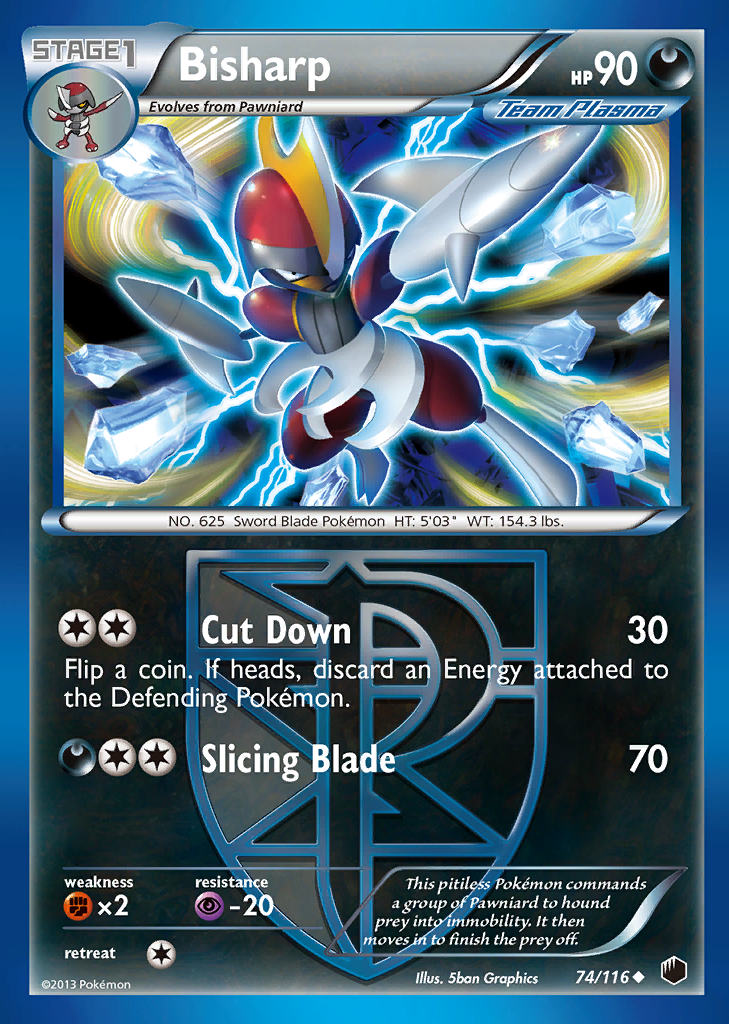 STAGE1
Bisharp
HP 90
Evolves from Pawniard
Team Plasma
NO. 625 Sword Blade Pokémon HT: 5'03" WT: 154.3 lbs.
Cut Down 30
Flip a coin. If heads, discard an Energy attached to
the Defending Pokémon.
Slicing Blade 70
weakness resistance
×2 -20
This pitiless Pokémon commands
a group of Pawniard to hound
prey into immobility. It then
moves in to finish the prey off.
retreat
©2013 Pokémon
Illus. 5ban Graphics 74/116